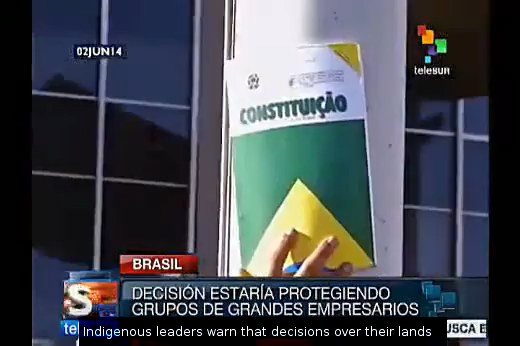 02JUN14
teleSUR
CONSTITUIÇÃO
BRASIL
DECISIÓN ESTARÍA PROTEGIENDO
GRUPOS DE GRANDES EMPRESARIOS
S
Indigenous leaders warn that decisions over their lands